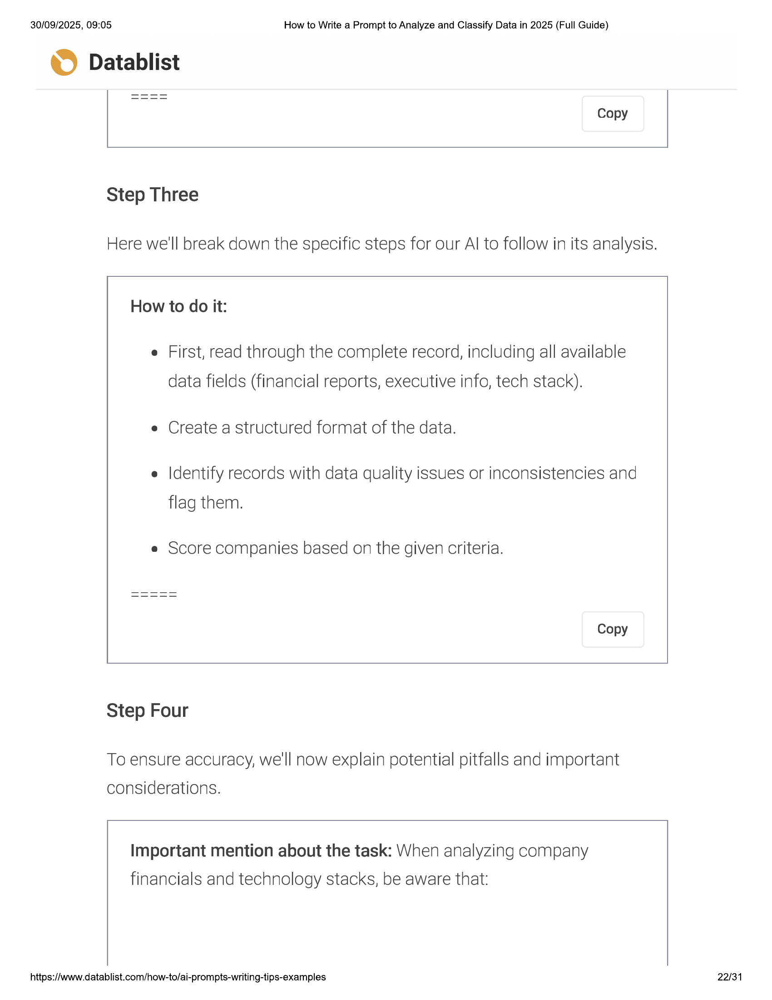 30/09/2025, 09:05
How to Write a Prompt to Analyze and Classify Data in 2025 (Full Guide)
Datablist
====
Copy
Step Three
Here we'll break down the specific steps for our AI to follow in its analysis.
How to do it:
• First, read through the complete record, including all available
data fields (financial reports, executive info, tech stack).
• Create a structured format of the data.
• Identify records with data quality issues or inconsistencies and
flag them.
• Score companies based on the given criteria.
=====
Copy
Step Four
To ensure accuracy, we'll now explain potential pitfalls and important
considerations.
Important mention about the task: When analyzing company
financials and technology stacks, be aware that:
https://www.datablist.com/how-to/ai-prompts-writing-tips-examples
22/31